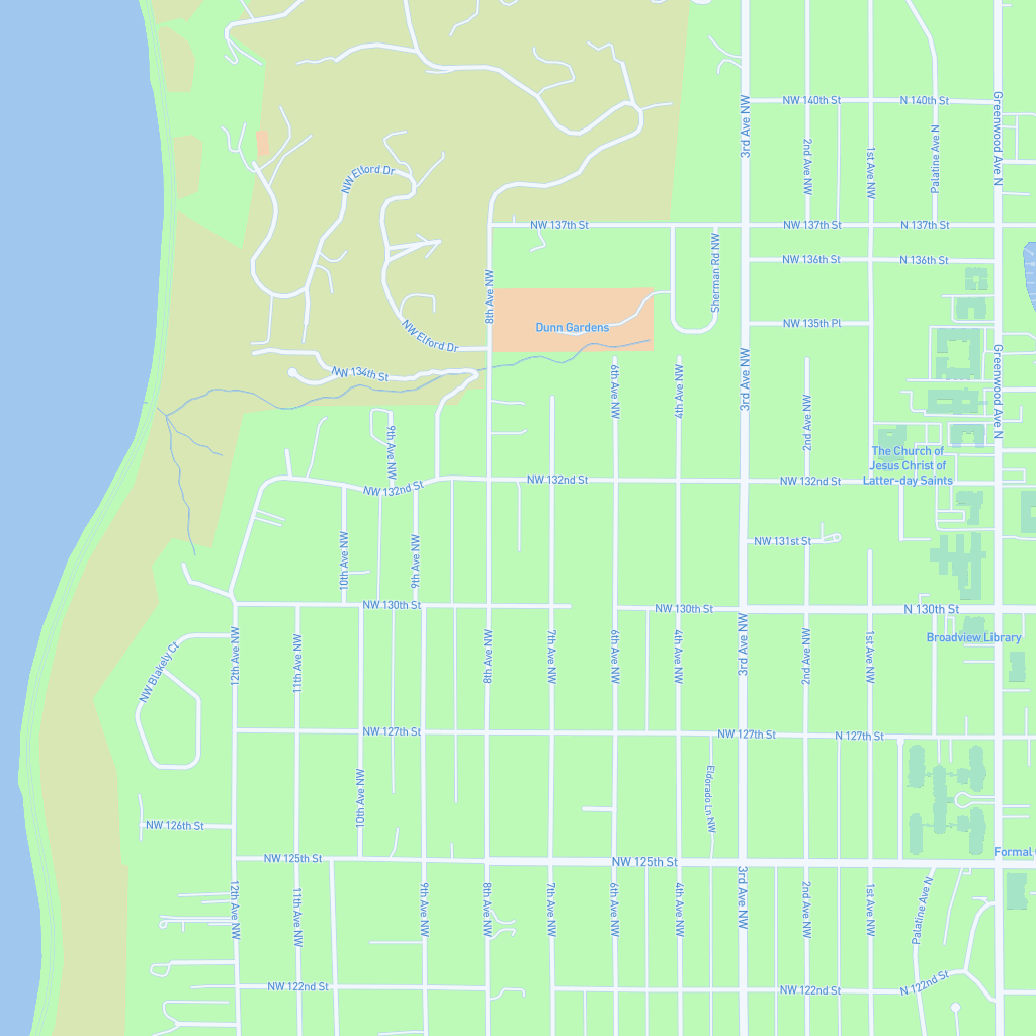 NW 140th St
N 140th St
Greenwood Ave N
3rd Ave NW
2nd Ave NW
1st Ave NW
Palatine Ave N
NW Elford Dr
NW 137th St
NW 137th St
N 137th St
Sherman Rd NW
NW 136th St
N 136th St
8th Ave NW
Dunn Gardens
NW 135th Pl
NW Elford Dr
NW 134th St
6th Ave NW
4th Ave NW
3rd Ave NW
2nd Ave NW
Greenwood Ave N
9th Ave NW
The Church of
Jesus Christ of
Latter-day Saints
NW 132nd St
NW 132nd St
NW 132nd St
NW 131st St
10th Ave NW
9th Ave NW
NW 130th St
NW 130th St
N 130th St
Broadview Library
NW Blakely Ct
12th Ave NW
11th Ave NW
8th Ave NW
7th Ave NW
6th Ave NW
4th Ave NW
3rd Ave NW
2nd Ave NW
1st Ave NW
NW 127th St
NW 127th St
N 127th St
10th Ave NW
Eldorado Ln NW
NW 126th St
NW 125th St
NW 125th St
Formal
12th Ave NW
11th Ave NW
9th Ave NW
8th Ave NW
7th Ave NW
6th Ave NW
4th Ave NW
3rd Ave NW
2nd Ave NW
1st Ave NW
Palatine Ave N
NW 122nd St
NW 122nd St
N 122nd St